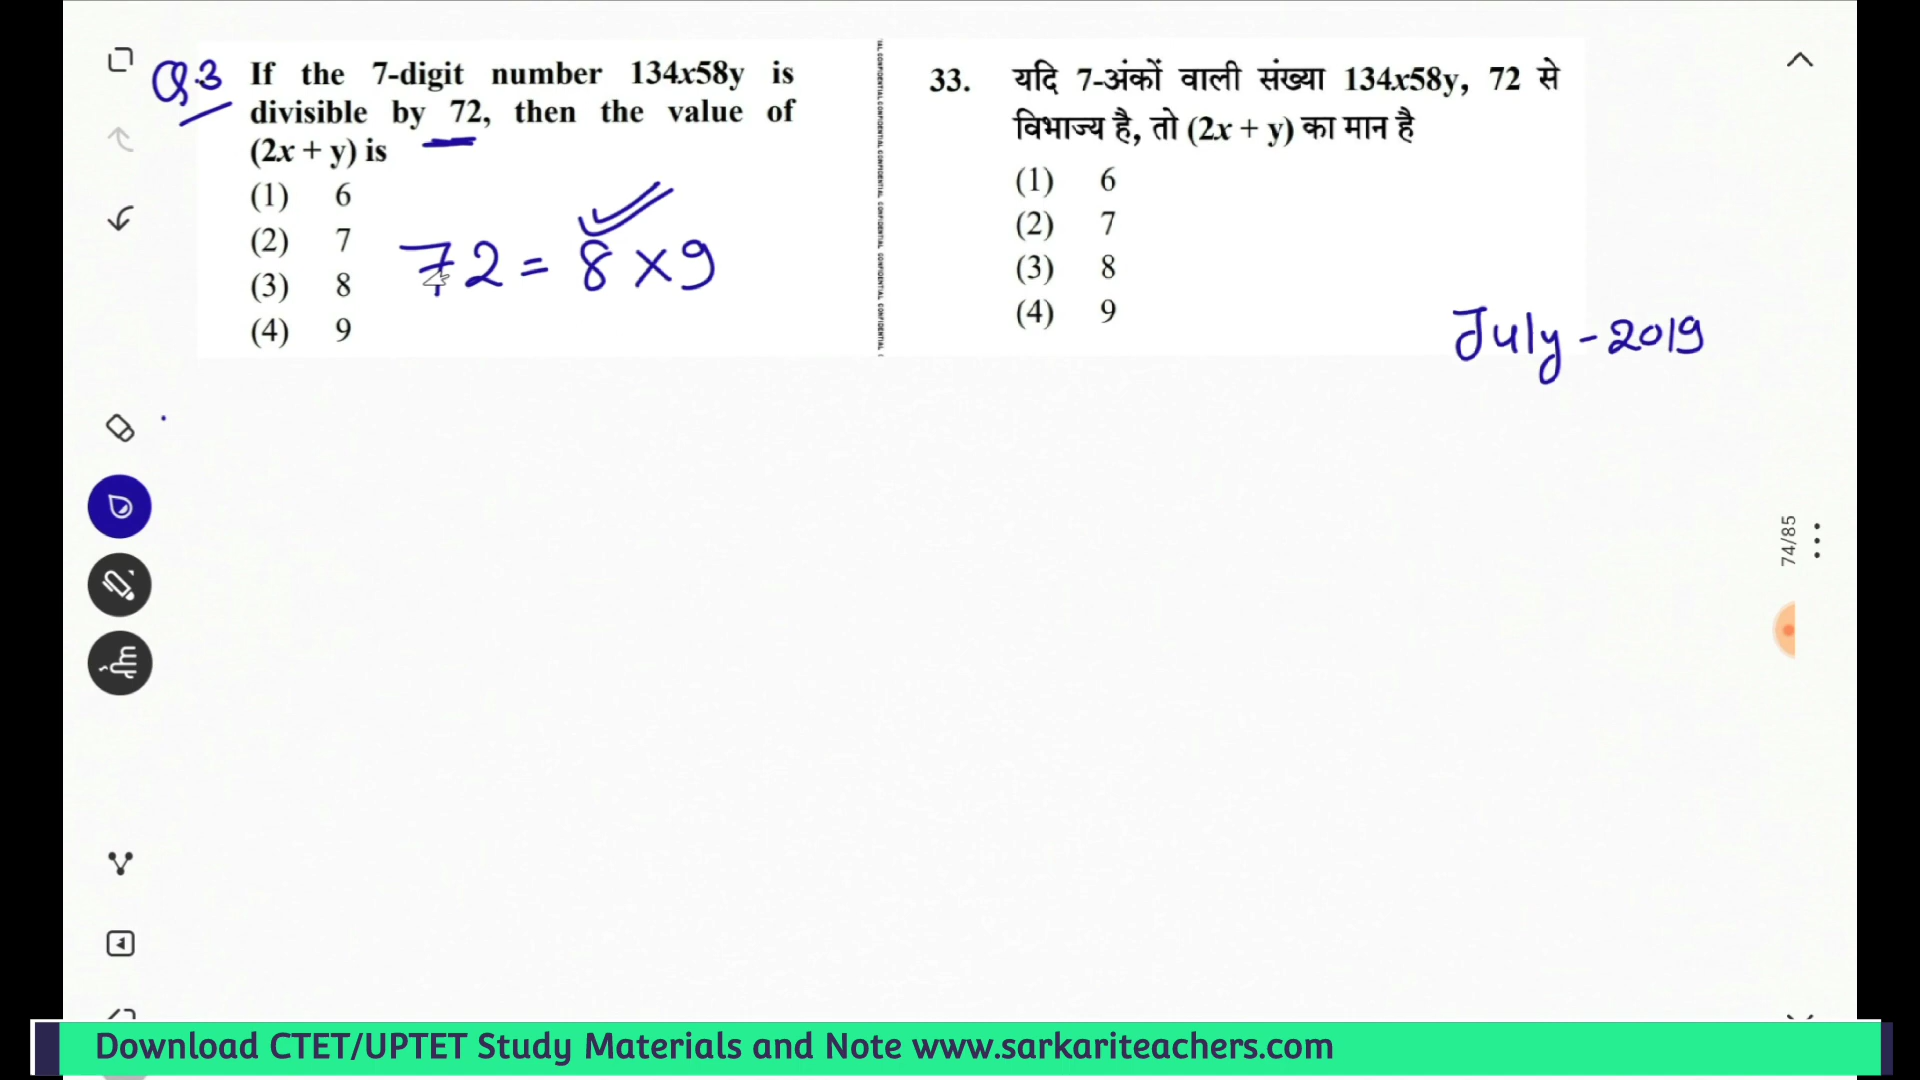 Q.3 If the 7-digit number 134x58y is
divisible by 72, then the value of
(2x + y) is
(1) 6
(2) 7
(3) 8
(4) 9
72 = 8 × 9
33. यदि 7-अंकों वाली संख्या 134x58y, 72 से
विभाज्य है, तो (2x + y) का मान है
(1) 6
(2) 7
(3) 8
(4) 9
July - 2019
74/85
Download CTET/UPTET Study Materials and Note www.sarkariteachers.com